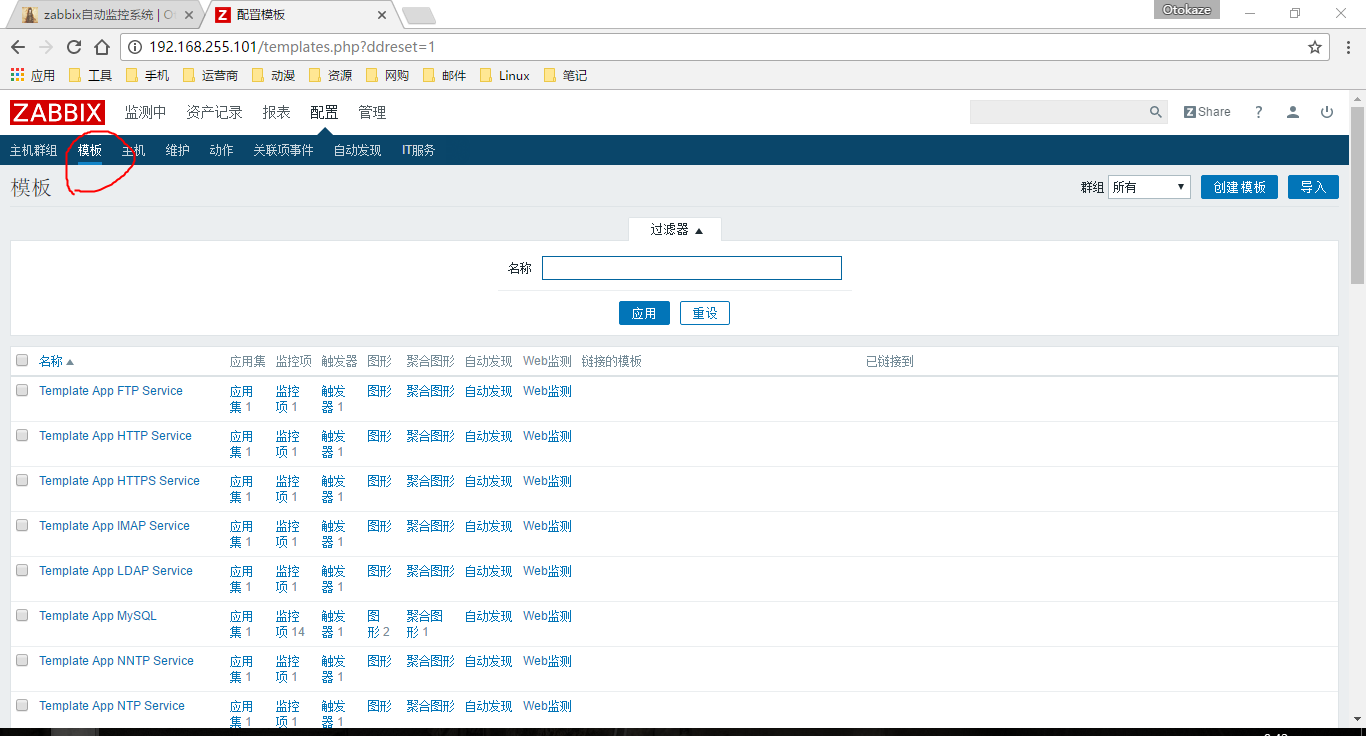 zabbix自动监控系统 | O
配置模板
Otokaze
192.168.255.101/templates.php?ddreset=1
应用 工具 手机 运营商 动漫 资源 网购 邮件 Linux 笔记
ZABBIX 监测中 资产记录 报表 配置 管理 Z Share ?
主机群组 模板 主机 维护 动作 关联项事件 自动发现 IT服务
模板 群组 所有 创建模板 导入
过滤器
名称
应用 重设
名称 应用集 监控项 触发器 图形 聚合图形 自动发现 Web监测 链接的模板 已链接到
Template App FTP Service 应用 监控 触发 图形 聚合图形 自动发现 Web监测
集 1 项 1 器 1
Template App HTTP Service 应用 监控 触发 图形 聚合图形 自动发现 Web监测
集 1 项 1 器 1
Template App HTTPS Service 应用 监控 触发 图形 聚合图形 自动发现 Web监测
集 1 项 1 器 1
Template App IMAP Service 应用 监控 触发 图形 聚合图形 自动发现 Web监测
集 1 项 1 器 1
Template App LDAP Service 应用 监控 触发 图形 聚合图形 自动发现 Web监测
集 1 项 1 器 1
Template App MySQL 应用 监控 触发 图 聚合图 自动发现 Web监测
集 1 项 14 器 1 形 2 形 1
Template App NNTP Service 应用 监控 触发 图形 聚合图形 自动发现 Web监测
集 1 项 1 器 1
Template App NTP Service 应用 监控 触发 图形 聚合图形 自动发现 Web监测
集 1 项 1 器 1